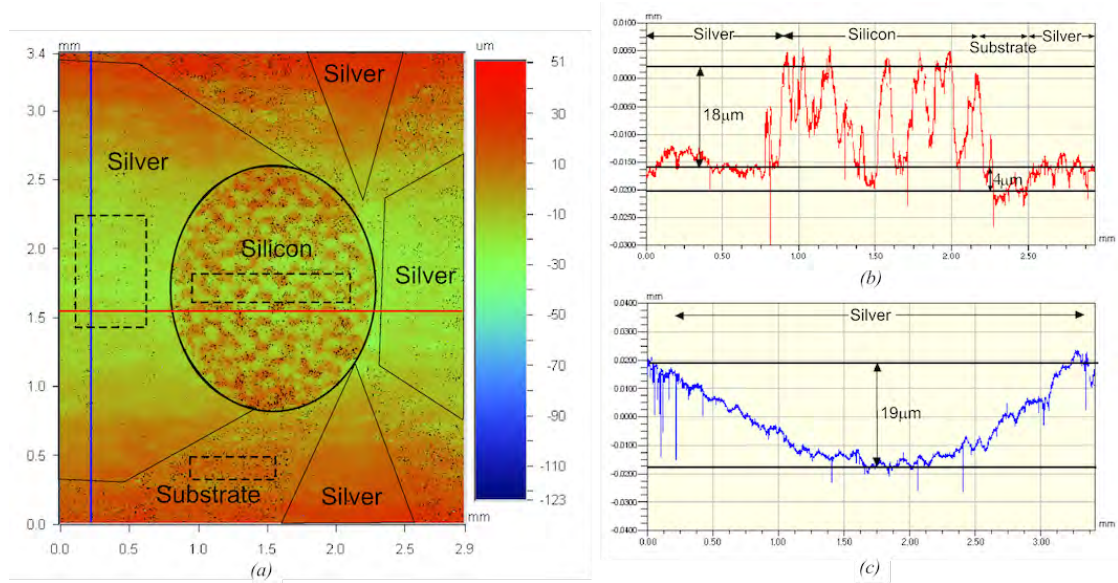 mm
um
3.4
3.0
2.5
2.0
1.5
1.0
0.5
0.0
0.0
0.5
1.0
1.5
2.0
2.5
2.9
mm
51
30
10
-10
-30
-50
-70
-90
-110
-123
Silver
Silver
Silicon
Silver
Substrate
Silver
(a)
mm
0.0100
0.0050
0.0000
-0.0050
-0.0100
-0.0150
-0.0200
-0.0250
-0.0300
Silver
Silicon
Substrate
Silver
18μm
4μm
mm
0.00
0.50
1.00
1.50
2.00
2.50
(b)
mm
0.0400
0.0300
0.0200
0.0100
0.0000
-0.0100
-0.0200
-0.0300
-0.0400
Silver
19μm
mm
0.00
0.50
1.00
1.50
2.00
2.50
3.00
(c)